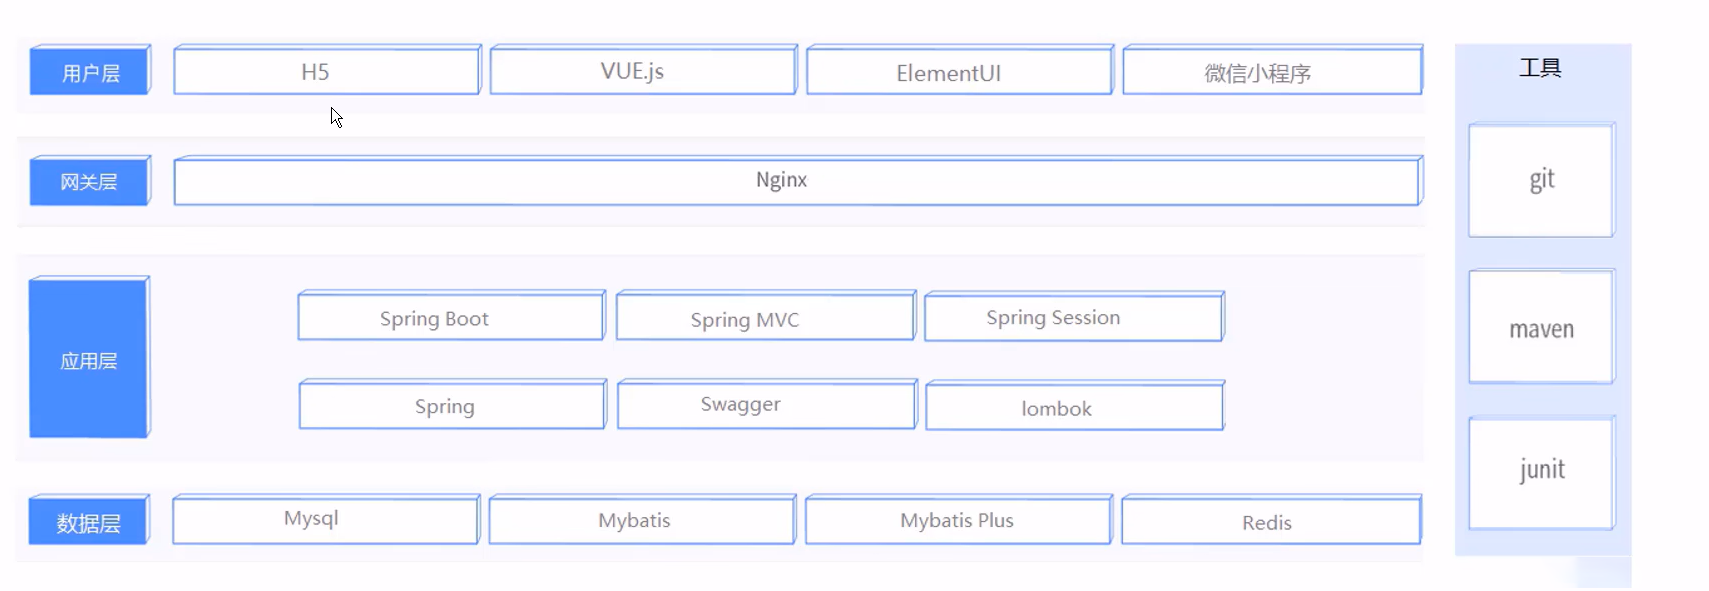 用户层
H5
VUE.js
ElementUI
微信小程序
网关层
Nginx
应用层
Spring Boot
Spring MVC
Spring Session
Spring
Swagger
lombok
数据层
Mysql
Mybatis
Mybatis Plus
Redis
工具
git
maven
junit